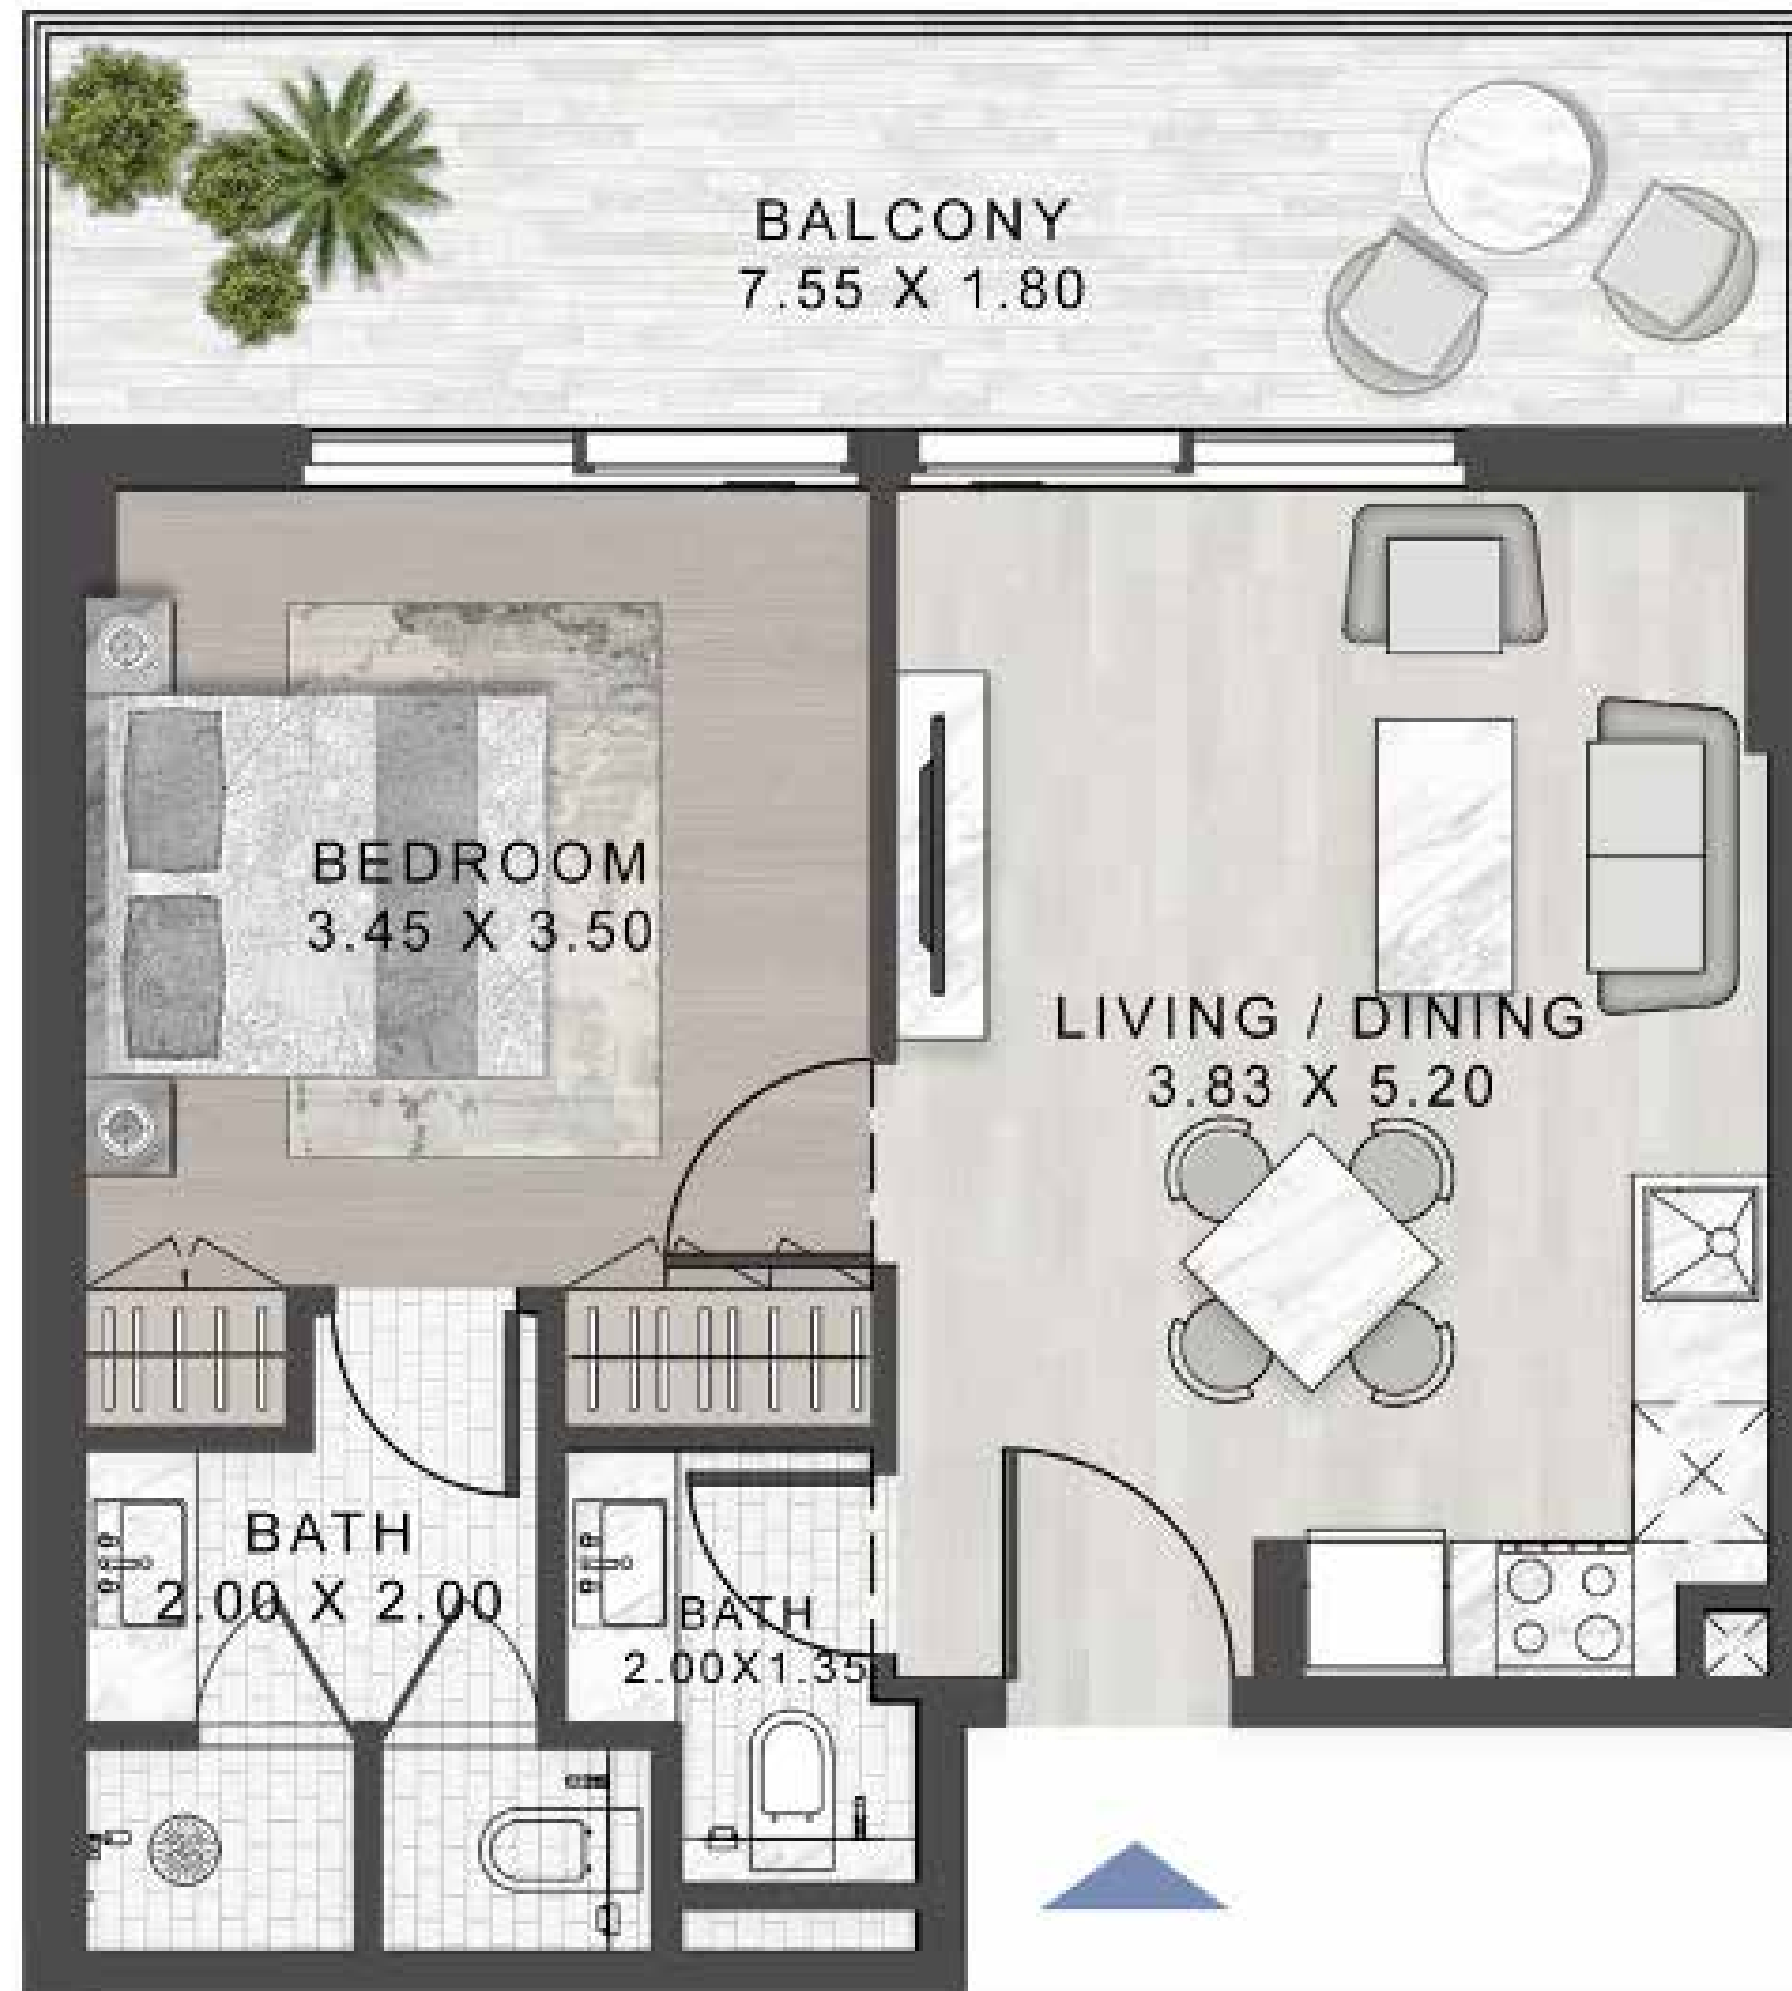 BALCONY
7.55 X 1.80
BEDROOM
3.45 X 3.50
LIVING / DINING
3.83 X 5.20
BATH
2.00 X 2.00
BATH
2.00X1.35